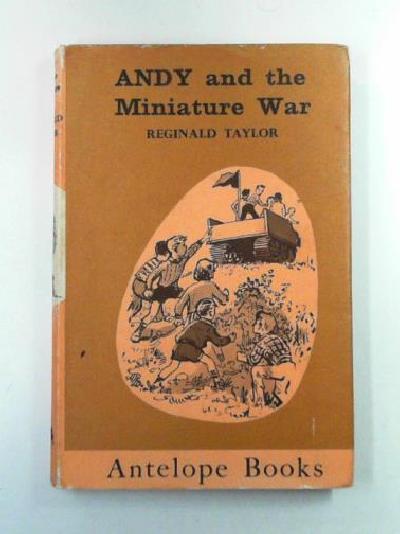 ANDY and the
Miniature War
REGINALD TAYLOR
Antelope Books